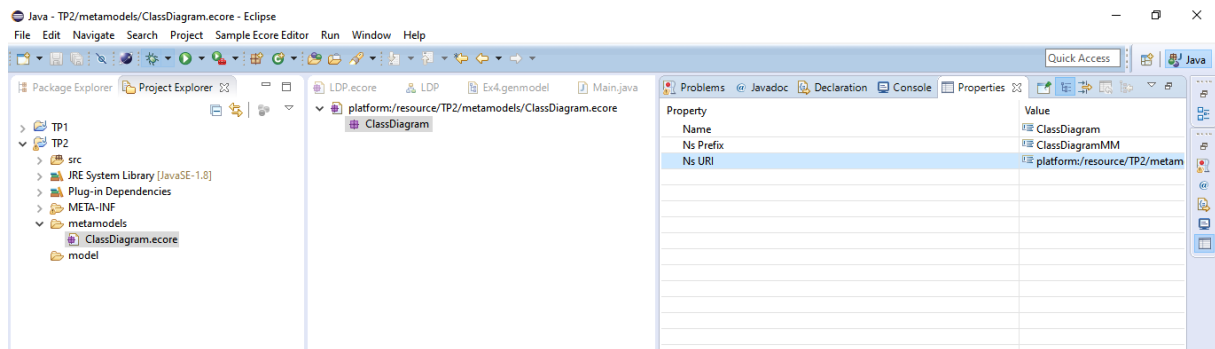 Java - TP2/metamodels/ClassDiagram.ecore - Eclipse
File Edit Navigate Search Project Sample Ecore Editor Run Window Help
Quick Access Java
Package Explorer Project Explorer
TP1
TP2
src
JRE System Library [JavaSE-1.8]
Plug-in Dependencies
META-INF
metamodels
ClassDiagram.ecore
model
LDP.ecore LDP Ex4.genmodel Main.java
platform:/resource/TP2/metamodels/ClassDiagram.ecore
ClassDiagram
Problems @ Javadoc Declaration Console Properties
Property Value
Name ClassDiagram
Ns Prefix ClassDiagramMM
Ns URI platform:/resource/TP2/metam